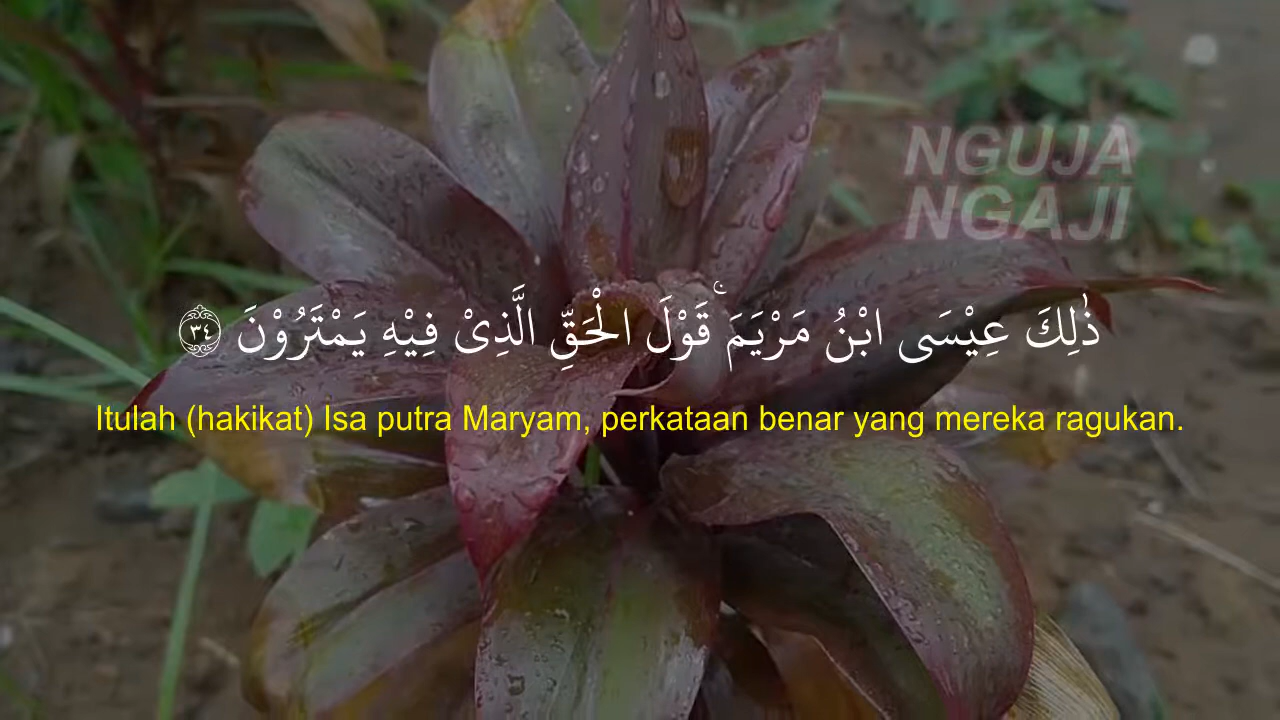 NGUJA
NGAJI
ذٰلِكَ عِيْسَى ابْنُ مَرْيَمَ ۚقَوْلَ الْحَقِّ الَّذِيْ فِيْهِ يَمْتَرُوْنَ ٣٤
Itulah (hakikat) Isa putra Maryam, perkataan benar yang mereka ragukan.